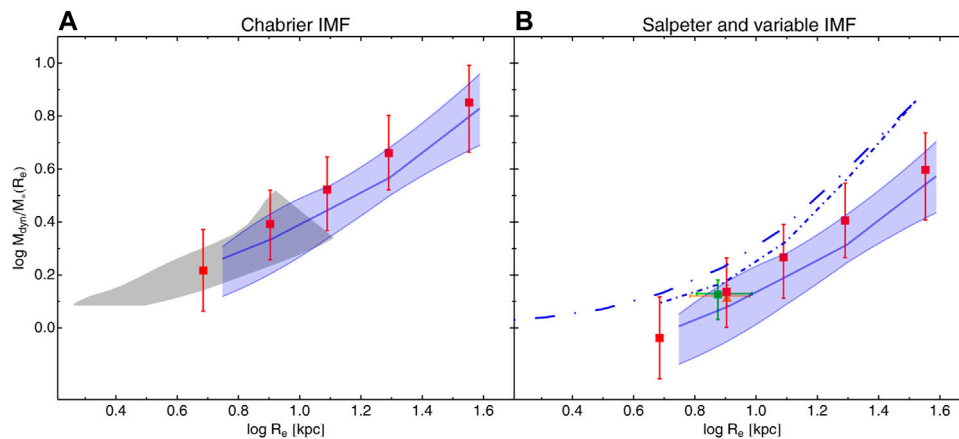 A Chabrier IMF
B Salpeter and variable IMF
log M_dyn/M_*(R_e)
1.0
0.8
0.6
0.4
0.2
0.0
0.4 0.6 0.8 1.0 1.2 1.4 1.6
0.4 0.6 0.8 1.0 1.2 1.4 1.6
log R_e [kpc]
log R_e [kpc]